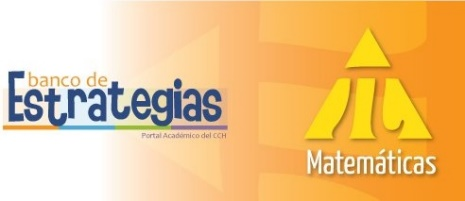 banco de
Estrategias
Portal Académico del CCH
Matemáticas